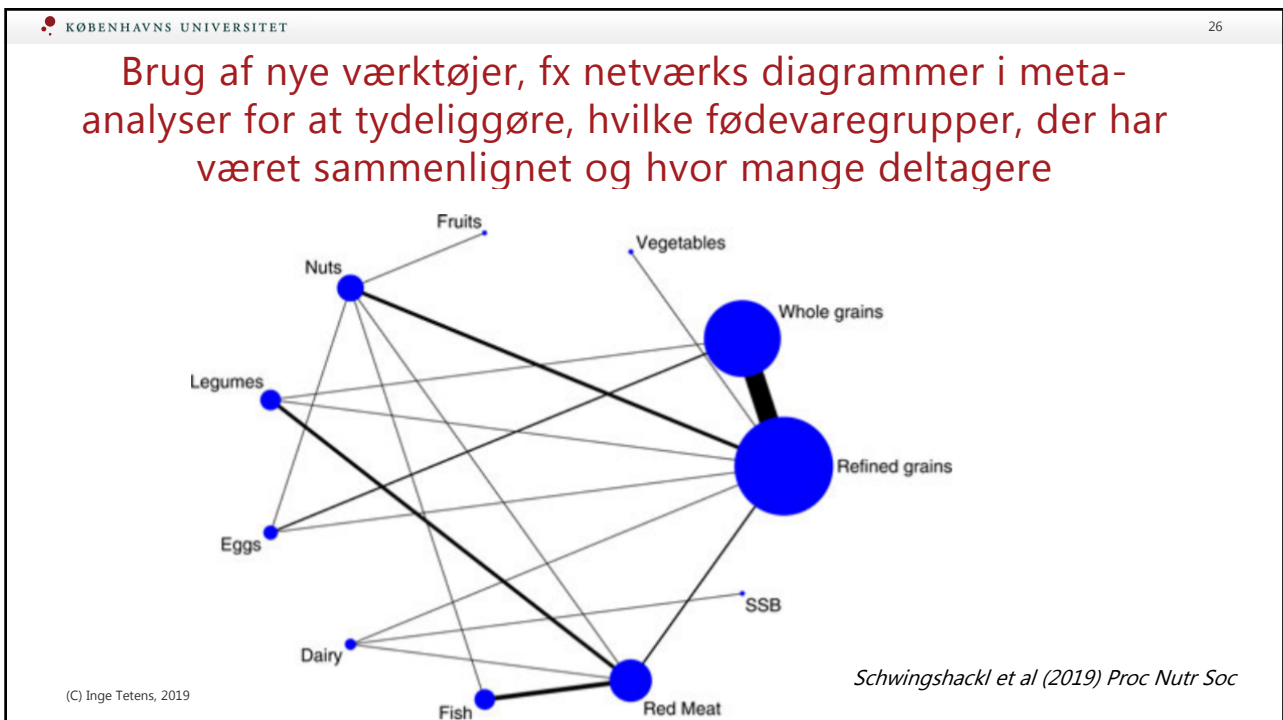 KØBENHAVNS UNIVERSITET
26
Brug af nye værktøjer, fx netværks diagrammer i meta-
analyser for at tydeliggøre, hvilke fødevaregrupper, der har
været sammenlignet og hvor mange deltagere
Fruits
Vegetables
Nuts
Whole grains
Legumes
Refined grains
Eggs
SSB
Dairy
Red Meat
Fish
Schwingshackl et al (2019) Proc Nutr Soc
(C) Inge Tetens, 2019